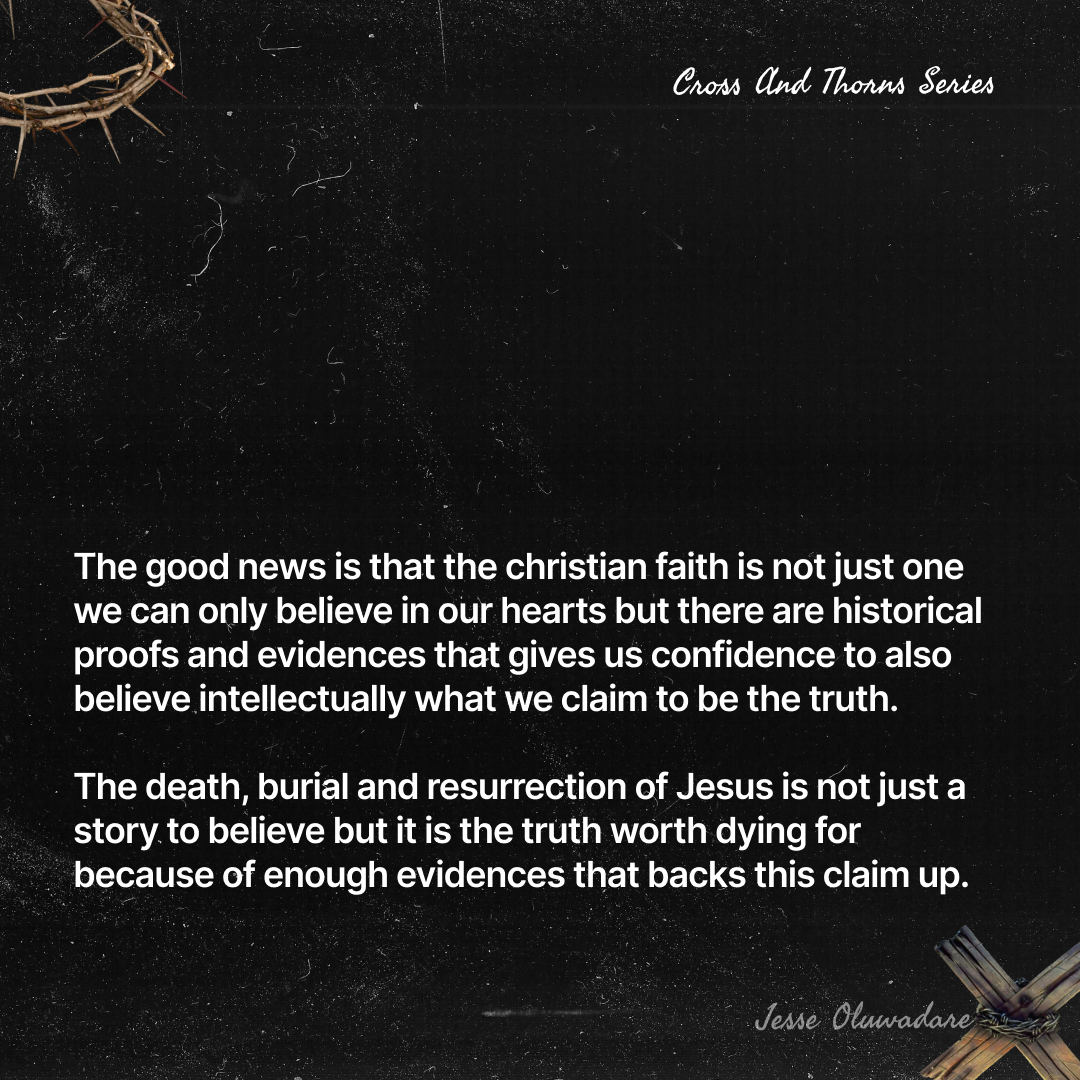 Cross And Thorns Series
The good news is that the christian faith is not just one
we can only believe in our hearts but there are historical
proofs and evidences that gives us confidence to also
believe intellectually what we claim to be the truth.
The death, burial and resurrection of Jesus is not just a
story to believe but it is the truth worth dying for
because of enough evidences that backs this claim up.
Jesse Oluwadare